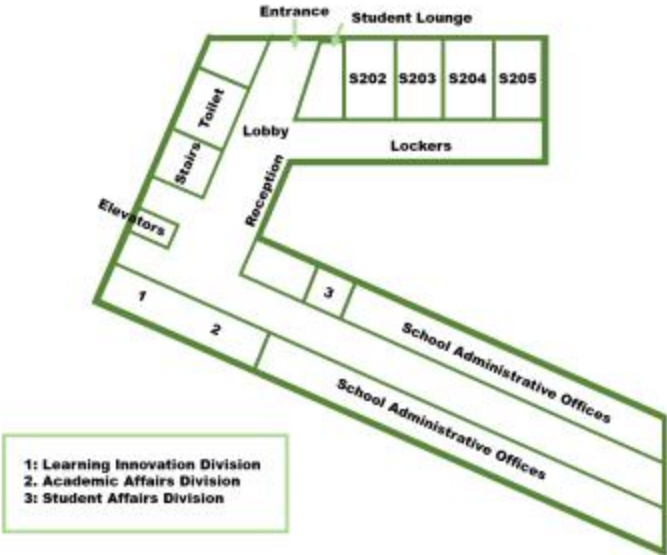 Entrance
Student Lounge
S202
S203
S204
S205
Toilet
Lobby
Lockers
Stairs
Reception
Elevators
1
2
3
School Administrative Offices
School Administrative Offices
1: Learning Innovation Division
2. Academic Affairs Division
3: Student Affairs Division